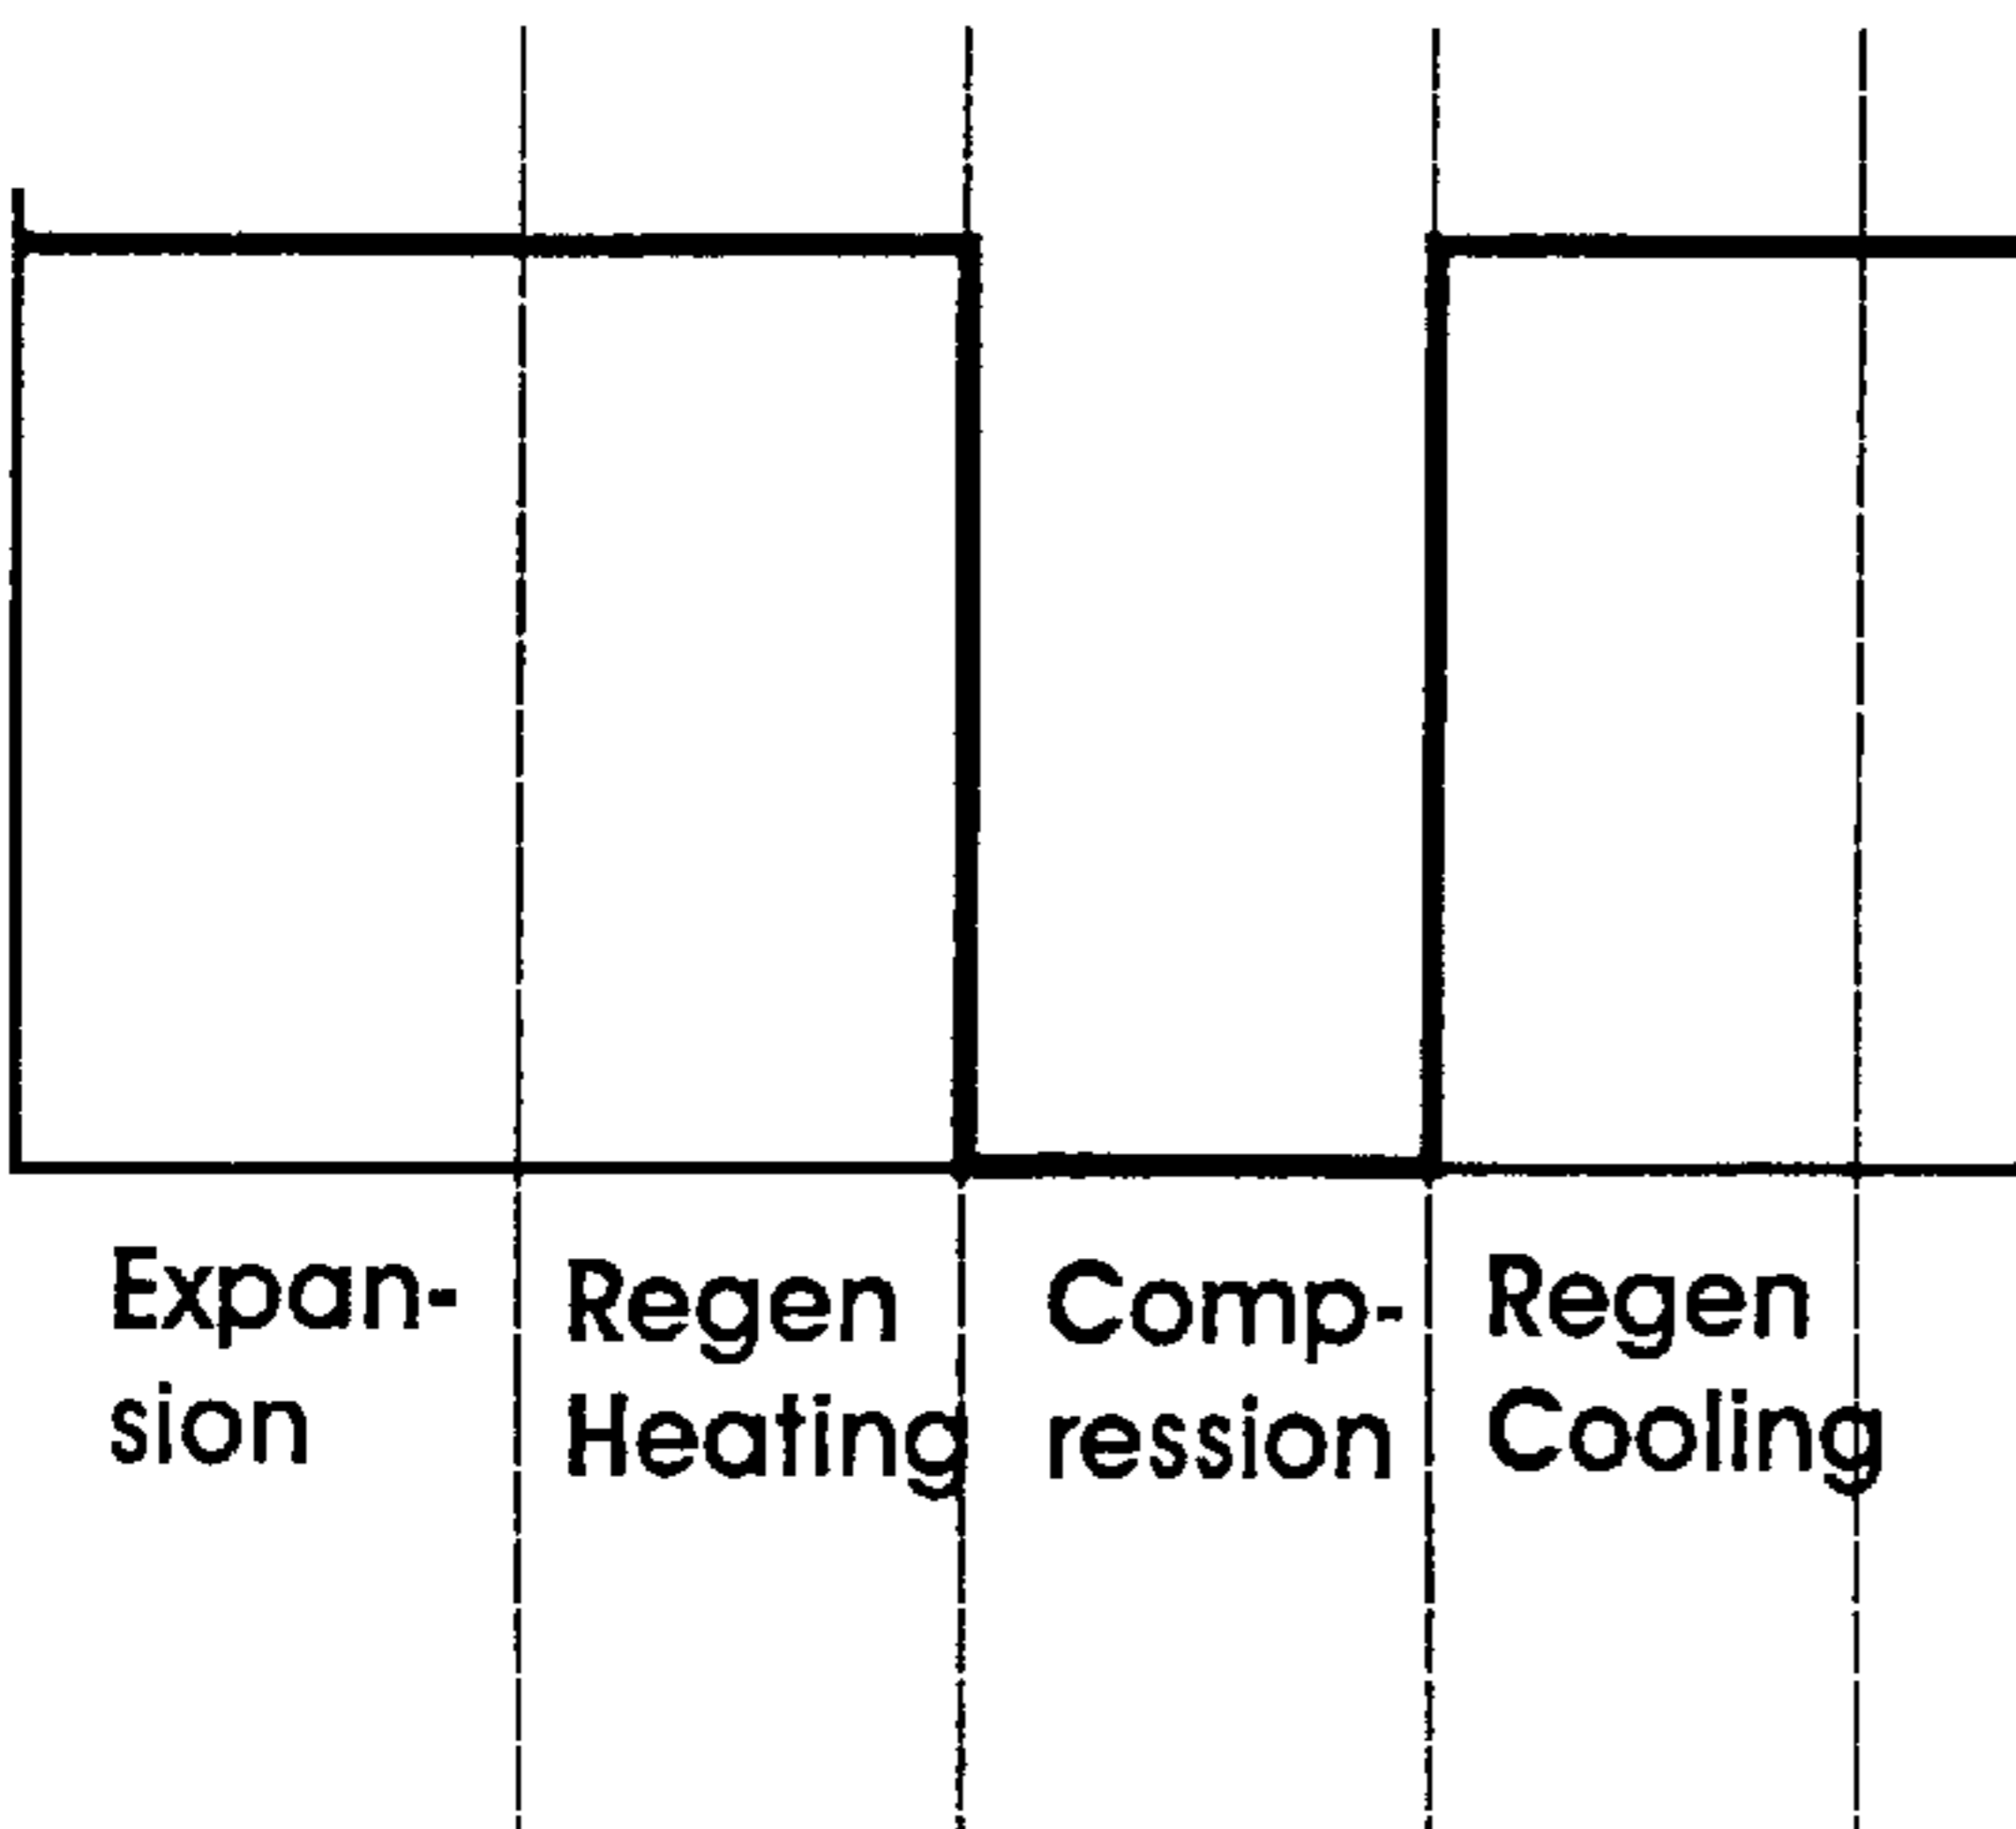 Expan-
sion
Regen
Heating
Comp-
ression
Regen
Cooling